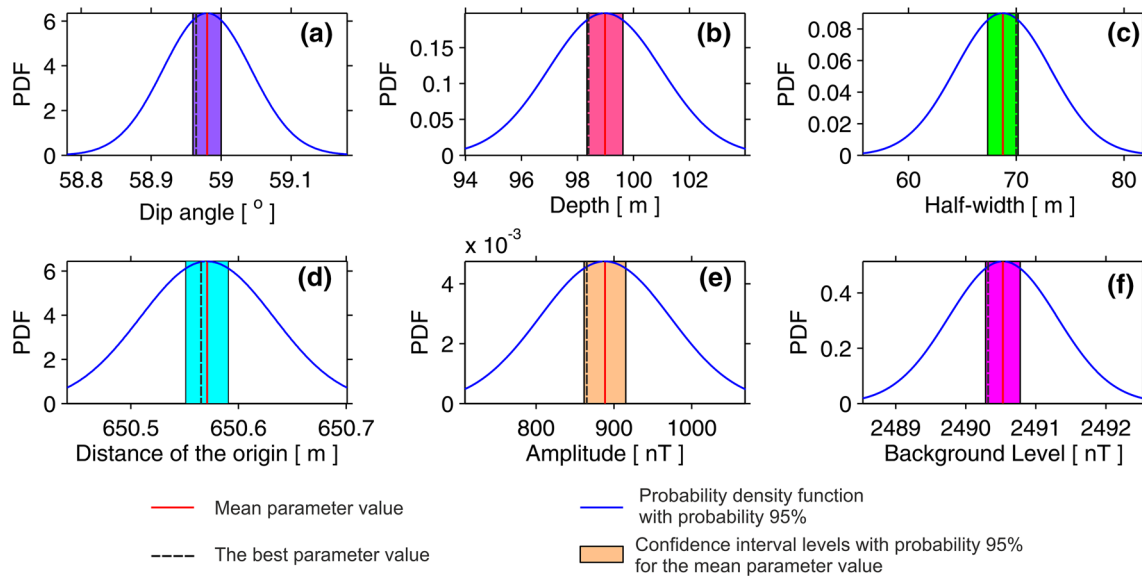 6
4
2
0
58.8
58.9
59
59.1
PDF
Dip angle [ o ]
(a)
0.15
0.1
0.05
0
94
96
98
100
102
PDF
Depth [ m ]
(b)
0.08
0.06
0.04
0.02
0
60
70
80
PDF
Half-width [ m ]
(c)
6
4
2
0
650.5
650.6
650.7
PDF
Distance of the origin [ m ]
(d)
x 10-3
4
2
0
800
900
1000
PDF
Amplitude [ nT ]
(e)
0.4
0.2
0
2489
2490
2491
2492
PDF
Background Level [ nT ]
(f)
Mean parameter value
The best parameter value
Probability density function
with probability 95%
Confidence interval levels with probability 95%
for the mean parameter value